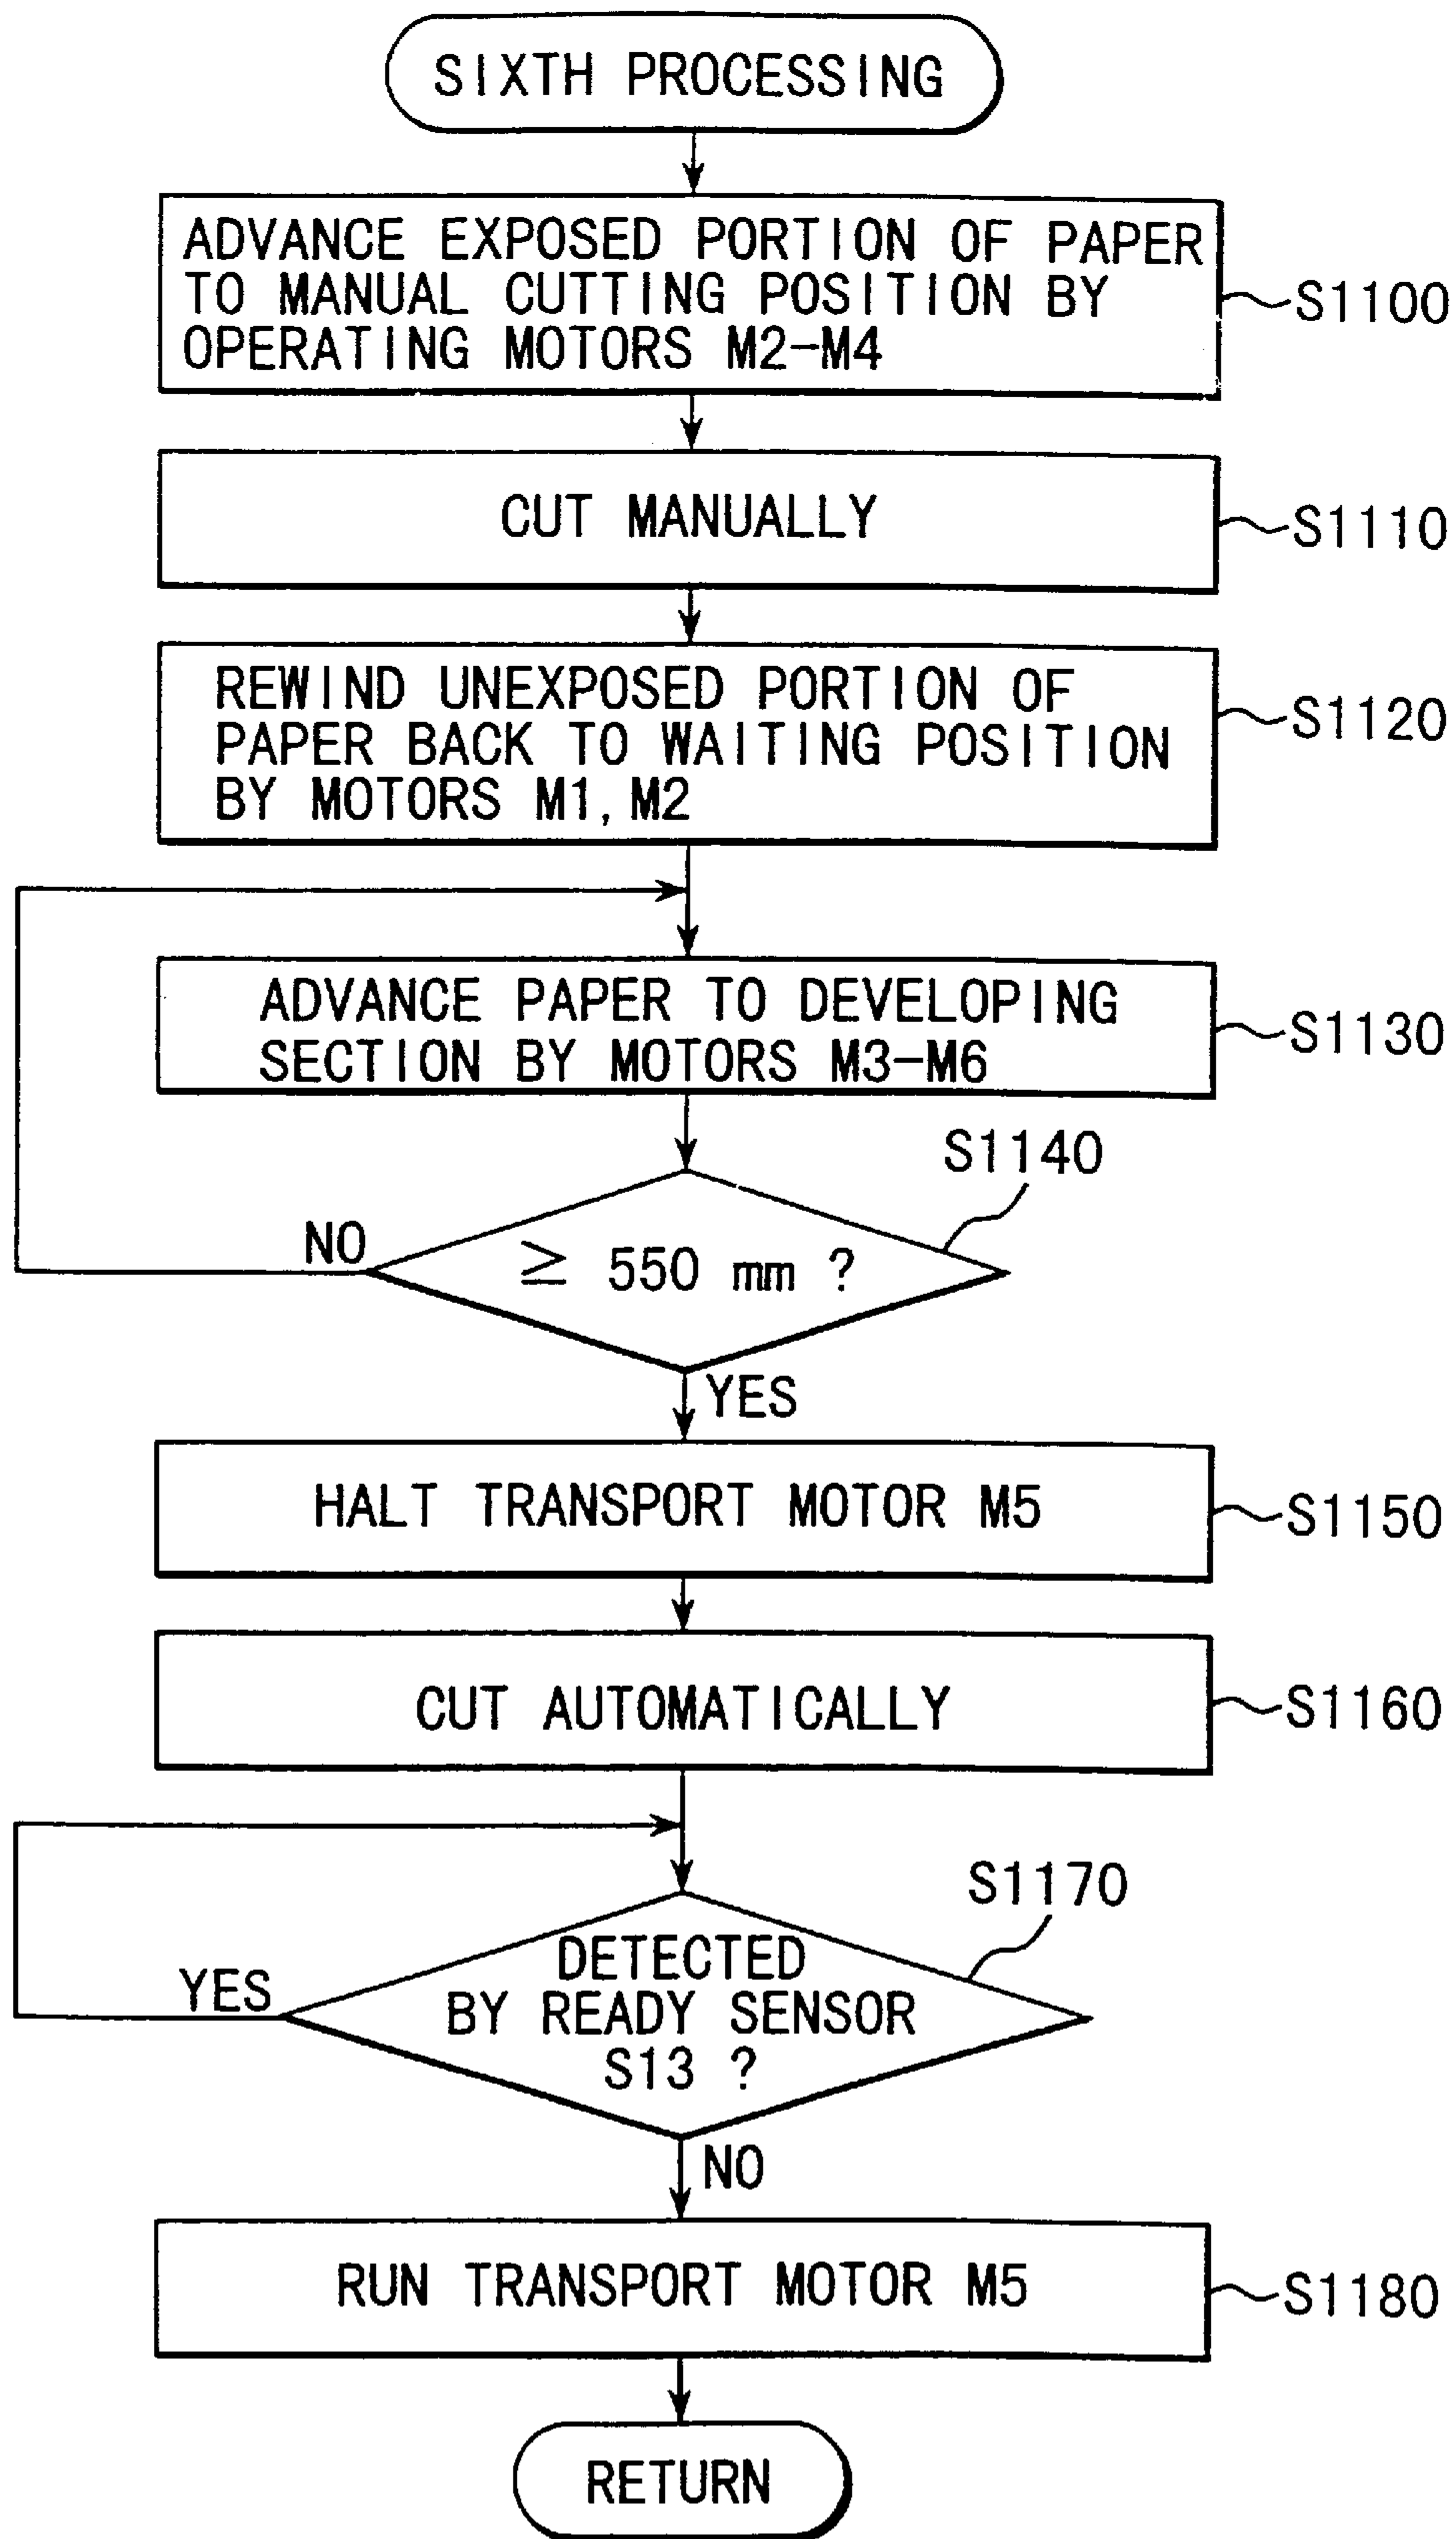 SIXTH PROCESSING
ADVANCE EXPOSED PORTION OF PAPER
TO MANUAL CUTTING POSITION BY
OPERATING MOTORS M2-M4
S1100
CUT MANUALLY
S1110
REWIND UNEXPOSED PORTION OF
PAPER BACK TO WAITING POSITION
BY MOTORS M1, M2
S1120
ADVANCE PAPER TO DEVELOPING
SECTION BY MOTORS M3-M6
S1130
S1140
NO
≧ 550 mm ?
YES
HALT TRANSPORT MOTOR M5
S1150
CUT AUTOMATICALLY
S1160
S1170
YES
DETECTED
BY READY SENSOR
S13 ?
NO
RUN TRANSPORT MOTOR M5
S1180
RETURN